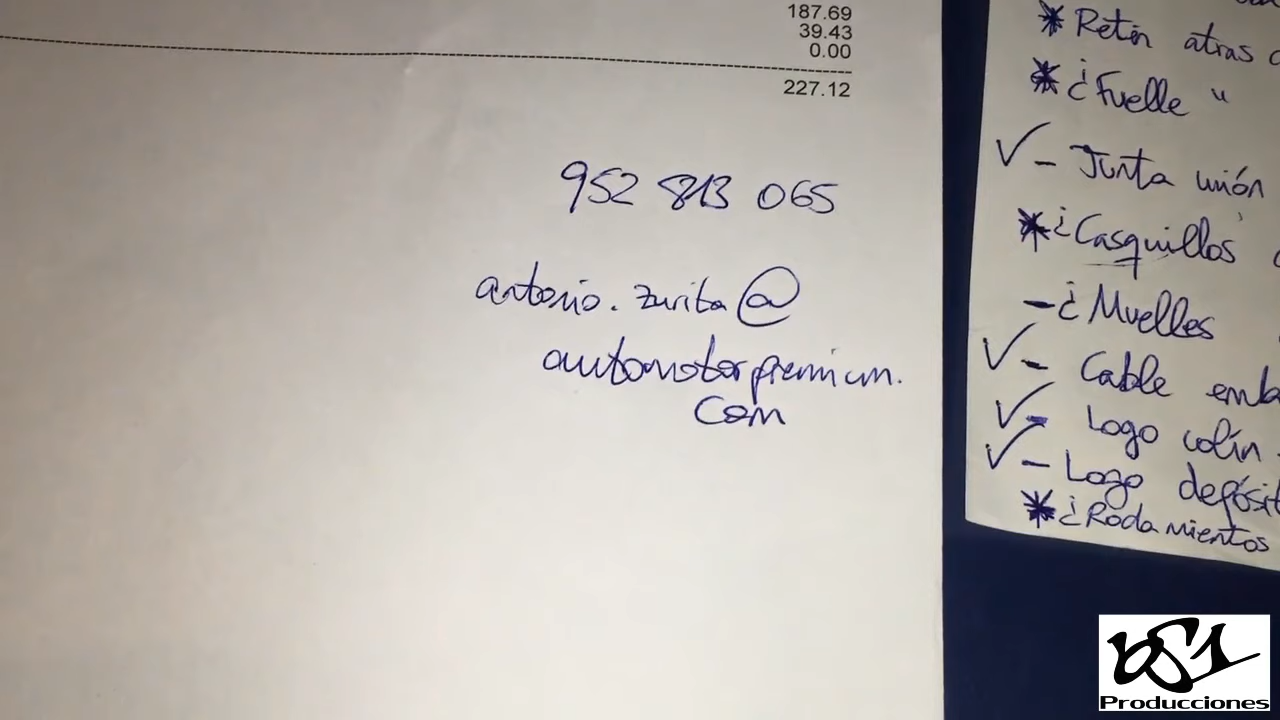 187.69
39.43
0.00
227.12
952 813 065
antonio.zurita@
automotorpremium.
com
* Retén atras
* ¿Fuelle "
✓ - Junta unión
* ¿Casquillos
- ¿Muelles
✓ - Cable emb
✓ - Logo colín
✓ - Logo depósit
* ¿Rodamientos
bS1
Producciones